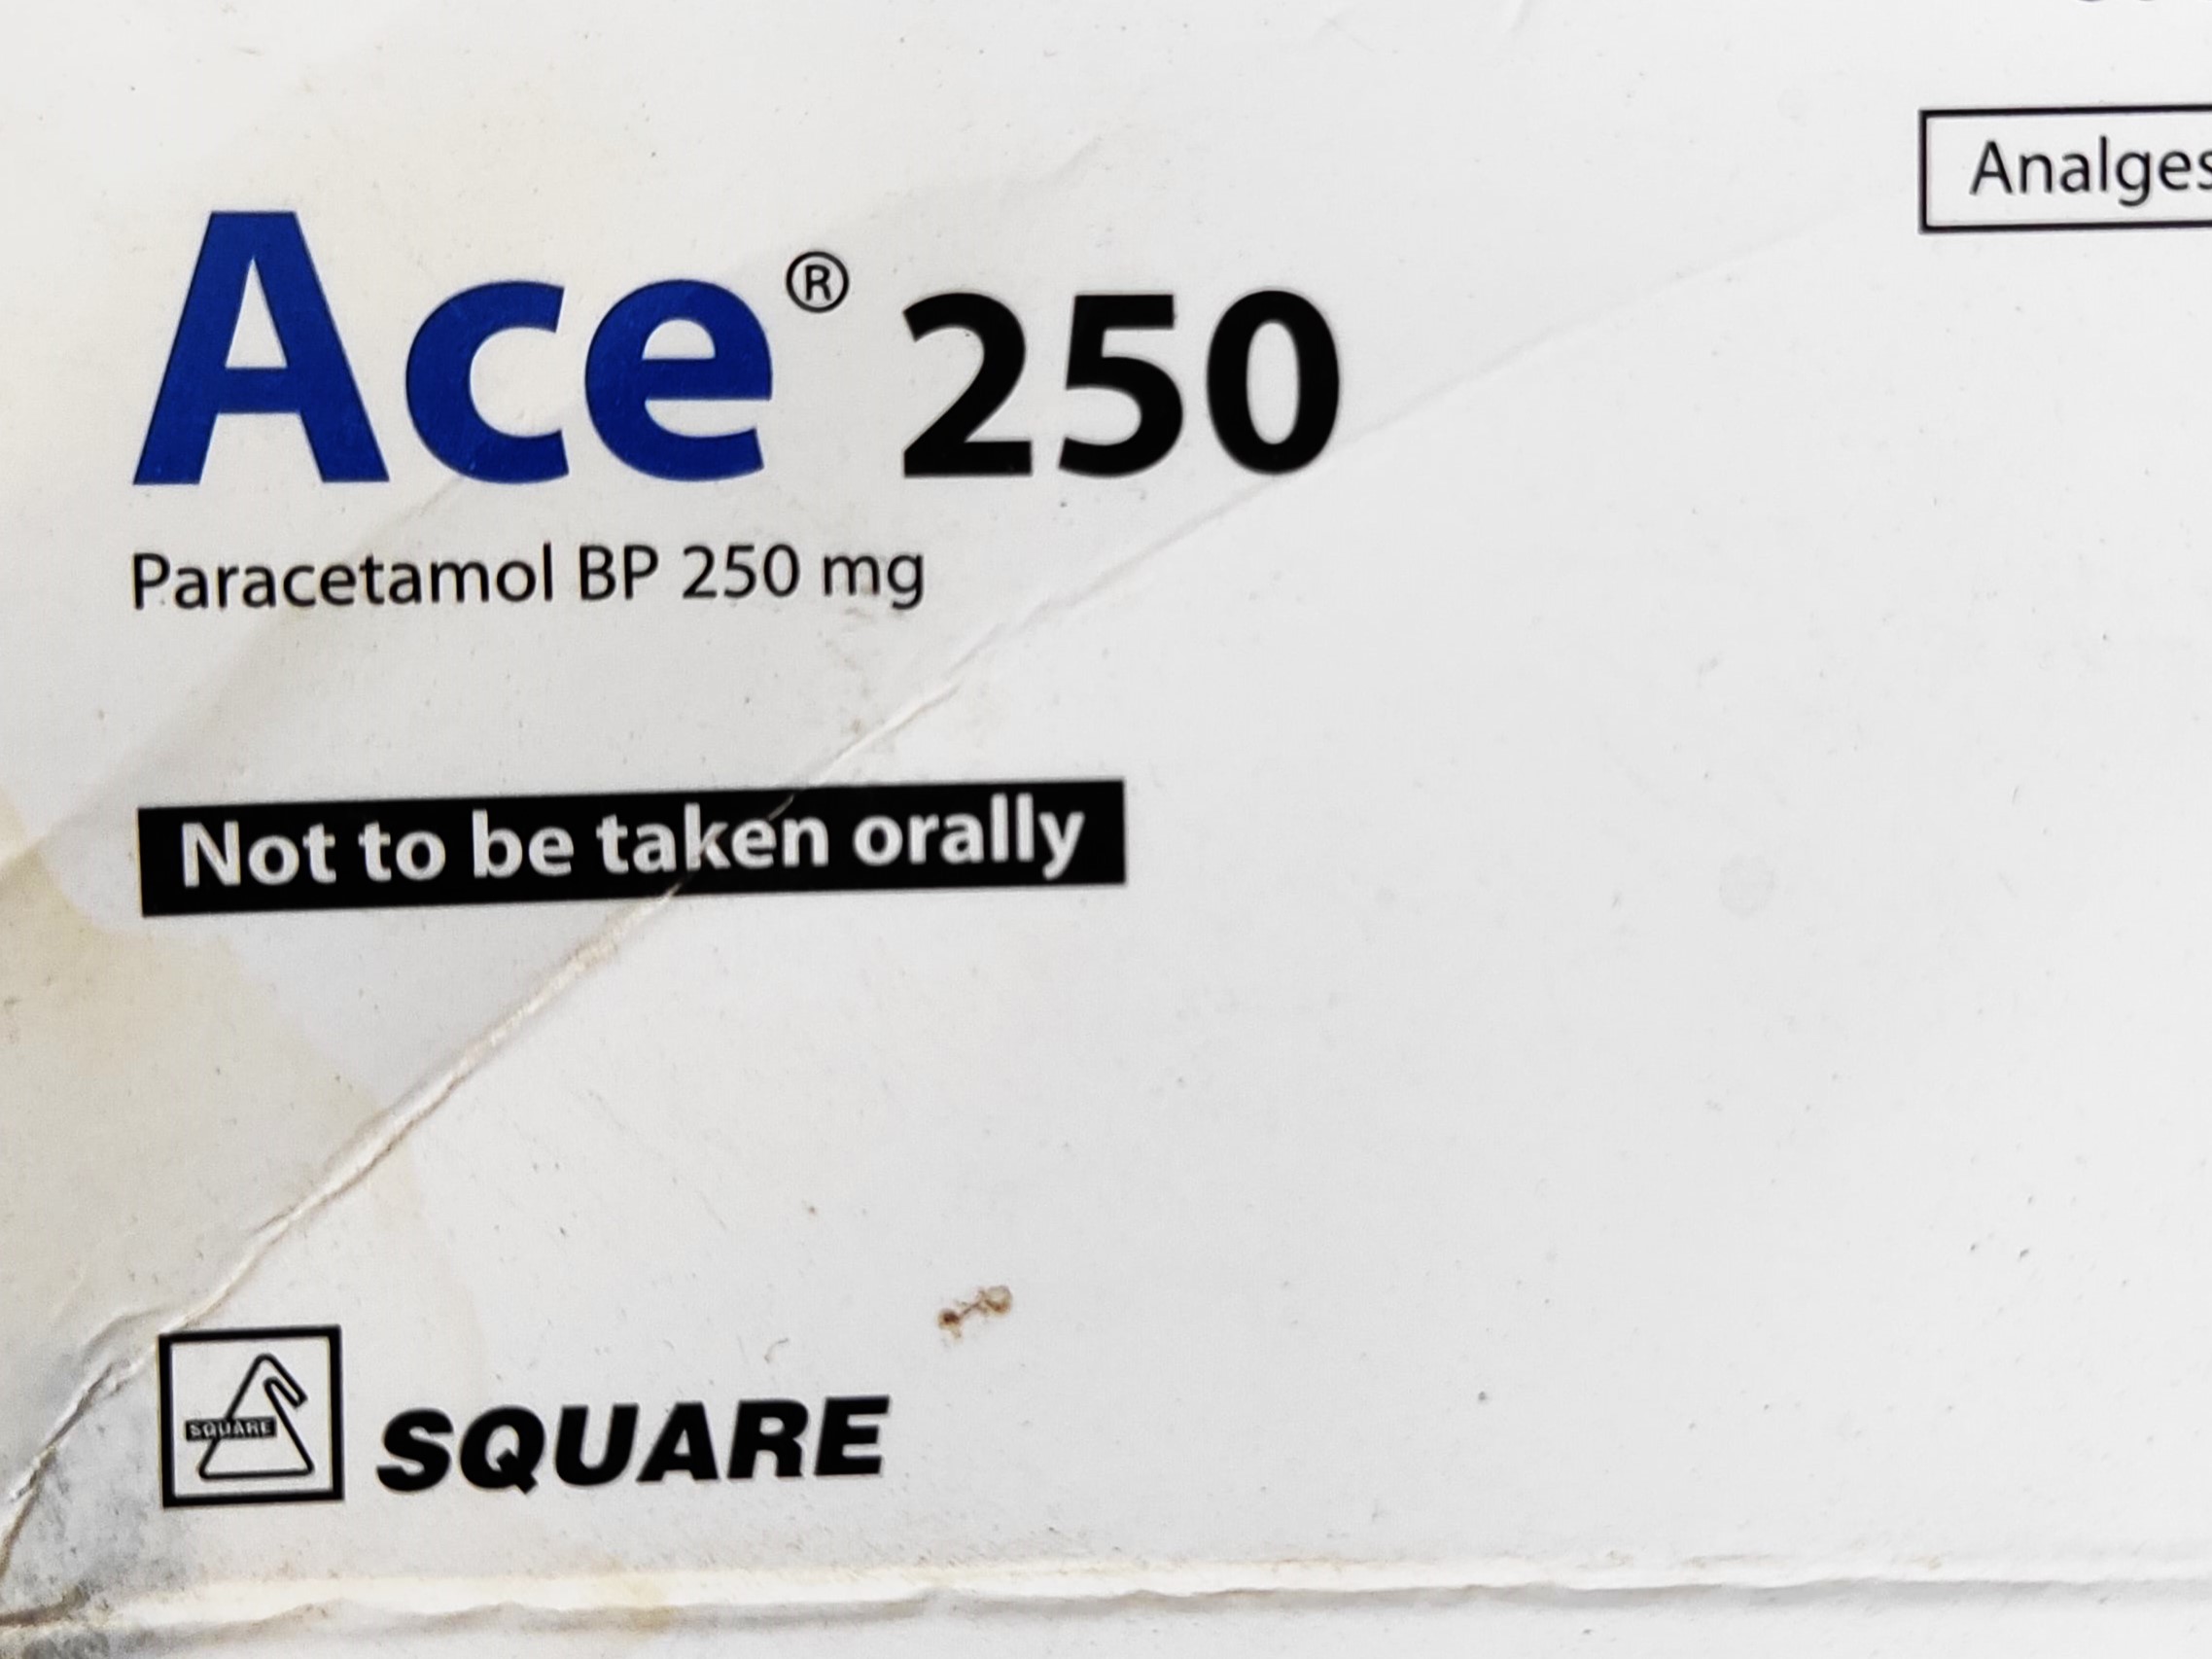 Analges
Ace® 250
Paracetamol BP 250 mg
Not to be taken orally
SQUARE
SQUARE